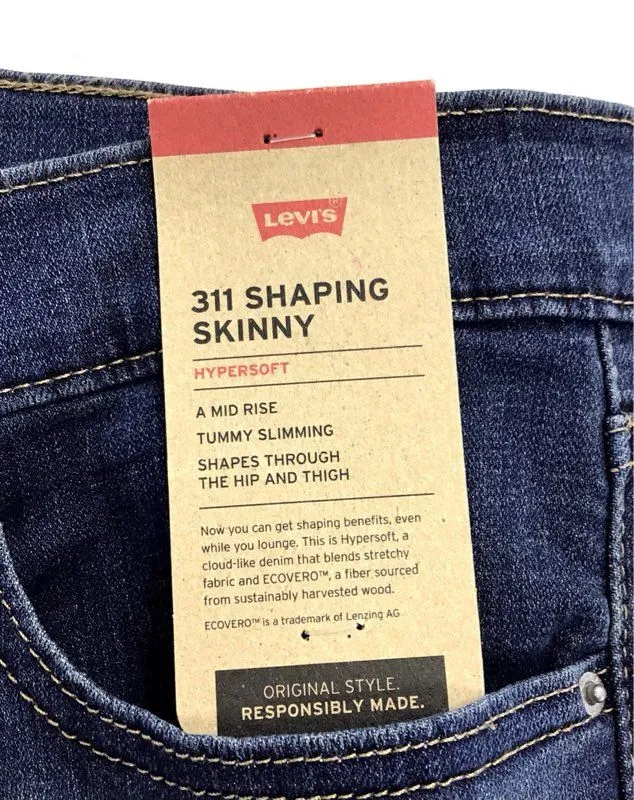 Levi's®
311 SHAPING
SKINNY
HYPERSOFT
A MID RISE
TUMMY SLIMMING
SHAPES THROUGH
THE HIP AND THIGH
Now you can get shaping benefits, even
while you lounge. This is Hypersoft, a
cloud-like denim that blends stretchy
fabric and ECOVERO™, a fiber sourced
from sustainably harvested wood.
ECOVERO™ is a trademark of Lenzing AG
ORIGINAL STYLE.
RESPONSIBLY MADE.